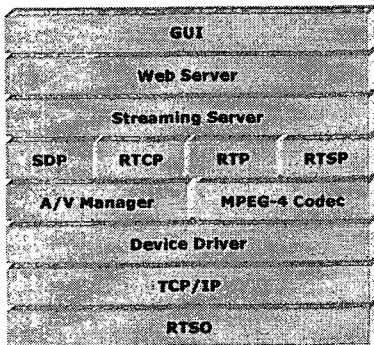 GUI
Web Server
Streaming Server
SDP RTCP RTP RTSP
A/V Manager MPEG-4 Codec
Device Driver
TCP/IP
RTSO